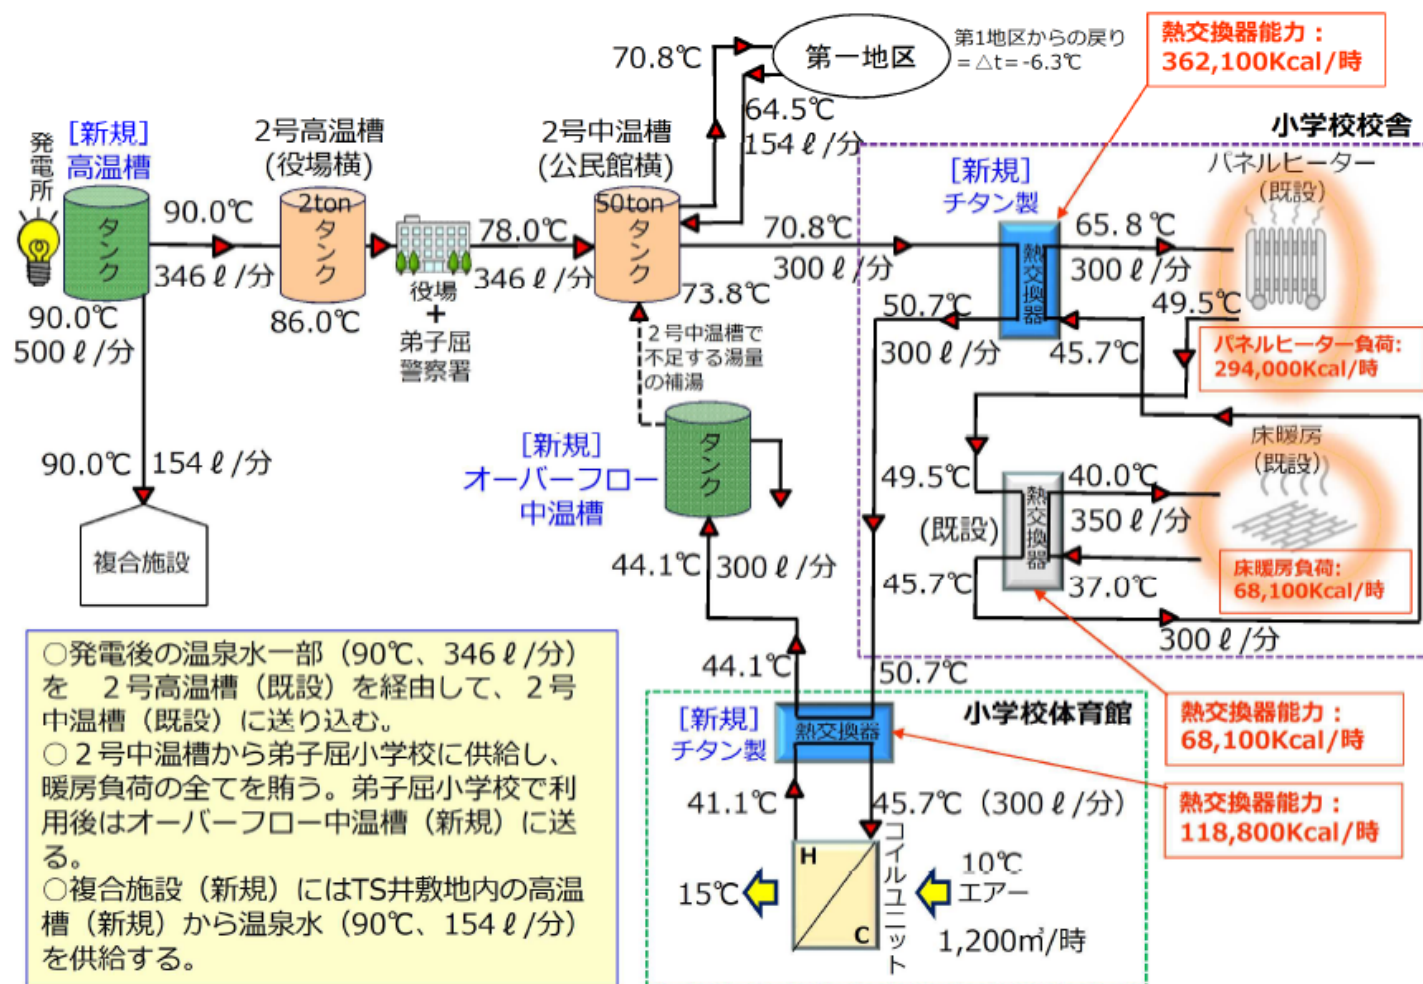 発電所
[新規]
高温槽
タンク
90.0℃
346ℓ/分
90.0℃
500ℓ/分
90.0℃
154ℓ/分
複合施設
2号高温槽
(役場横)
2ton
タンク
86.0℃
役場
+
弟子屈
警察署
78.0℃
346ℓ/分
2号中温槽
(公民館横)
50ton
タンク
73.8℃
２号中温槽で
不足する湯量
の補湯
70.8℃
第一地区
第1地区からの戻り
＝△t＝-6.3℃
64.5℃
154ℓ/分
70.8℃
300ℓ/分
[新規]
オーバーフロー
中温槽
タンク
44.1℃
300ℓ/分
熱交換器能力：
362,100Kcal/時
小学校校舎
[新規]
チタン製
熱交換器
50.7℃
300ℓ/分
65.8℃
300ℓ/分
45.7℃
パネルヒーター
(既設)
49.5℃
パネルヒーター負荷:
294,000Kcal/時
49.5℃
(既設)
熱交換器
45.7℃
40.0℃
350ℓ/分
37.0℃
床暖房
(既設)
床暖房負荷:
68,100Kcal/時
300ℓ/分
熱交換器能力：
68,100Kcal/時
熱交換器能力：
118,800Kcal/時
44.1℃
50.7℃
小学校体育館
[新規]
チタン製
熱交換器
41.1℃
45.7℃（300ℓ/分）
H
C
コイルユニット
15℃
10℃
エアー
1,200㎥/時
○発電後の温泉水一部（90℃、346ℓ/分）
を　２号高温槽（既設）を経由して、２号
中温槽（既設）に送り込む。
○２号中温槽から弟子屈小学校に供給し、
暖房負荷の全てを賄う。弟子屈小学校で利
用後はオーバーフロー中温槽（新規）に送
る。
○複合施設（新規）にはTS井敷地内の高温
槽（新規）から温泉水（90℃、154ℓ/分）
を供給する。